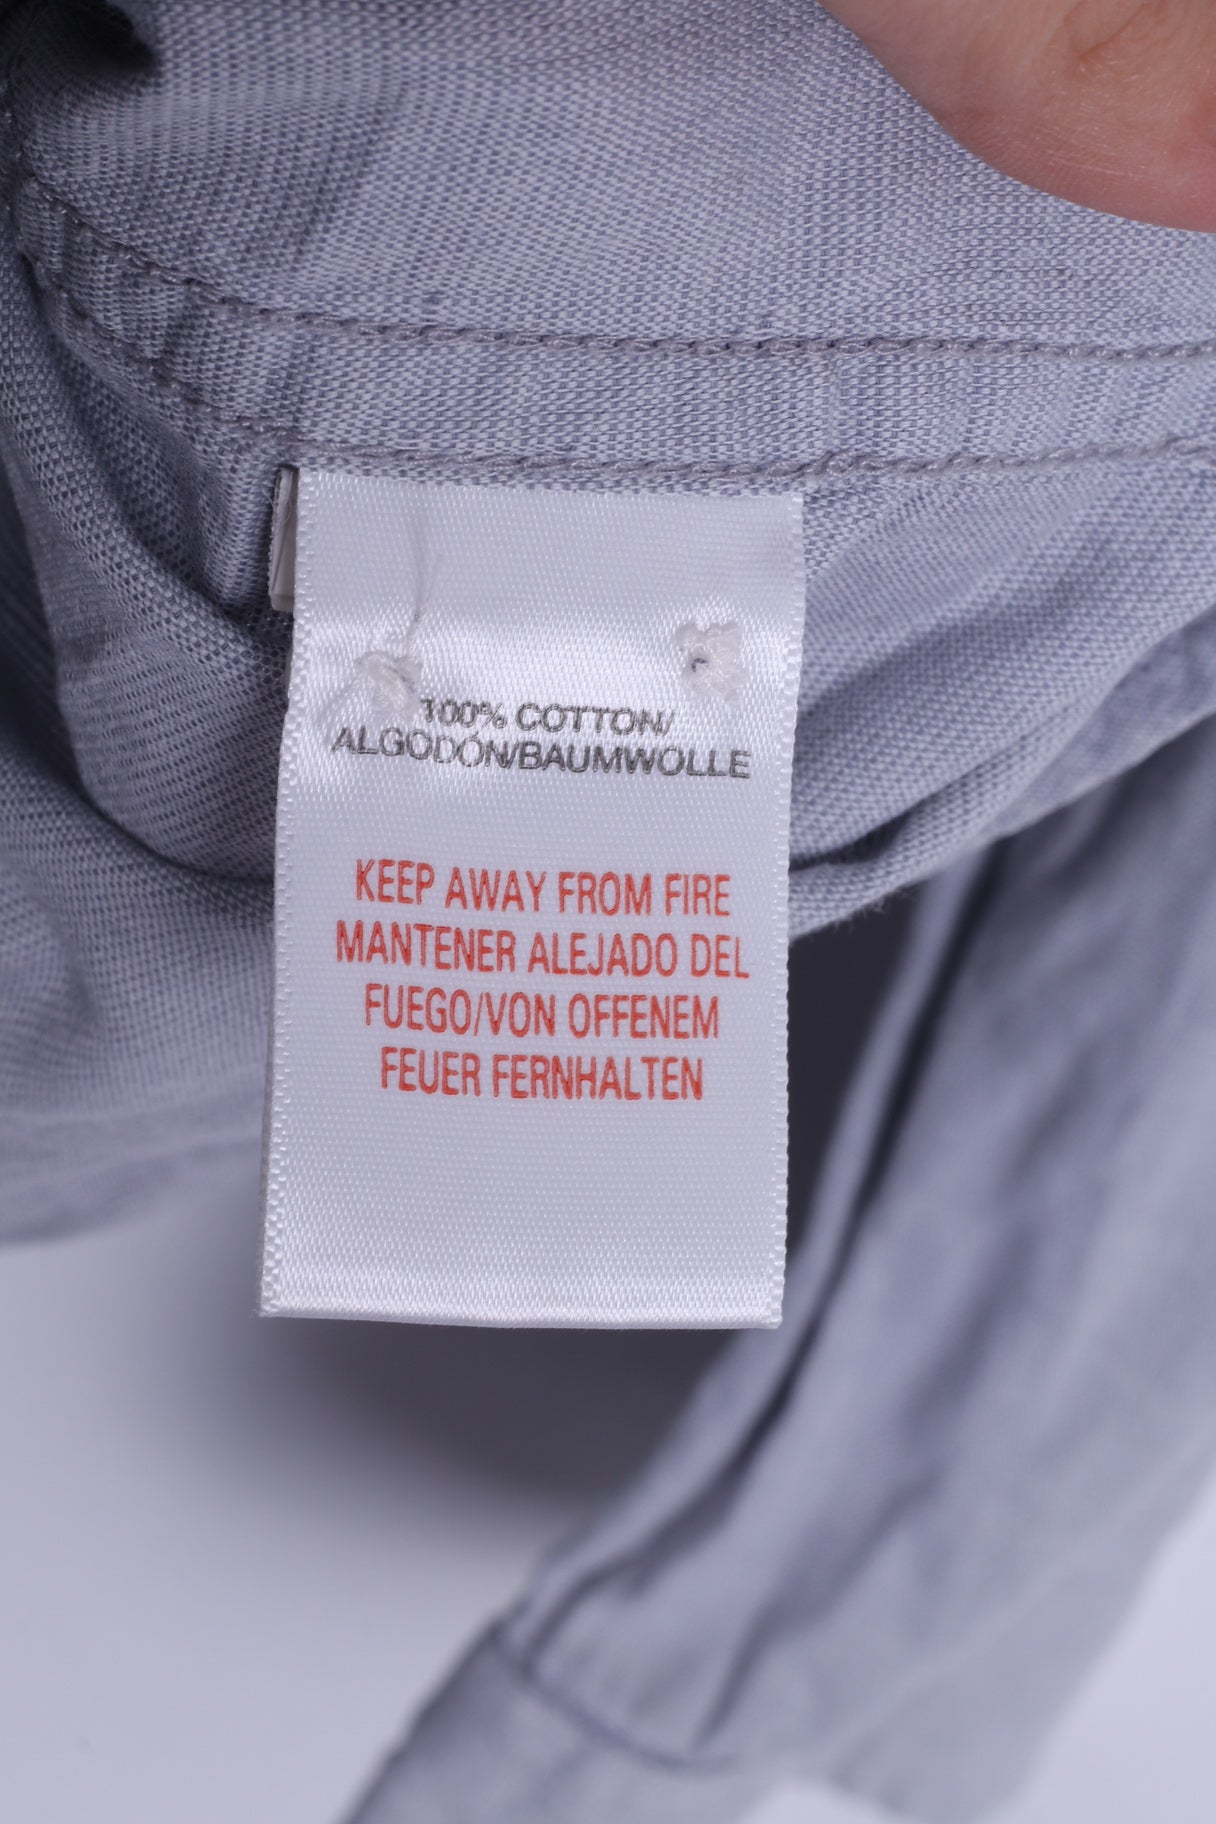 100% COTTON/
ALGODÓN/BAUMWOLLE
KEEP AWAY FROM FIRE
MANTENER ALEJADO DEL
FUEGO/VON OFFENEM
FEUER FERNHALTEN